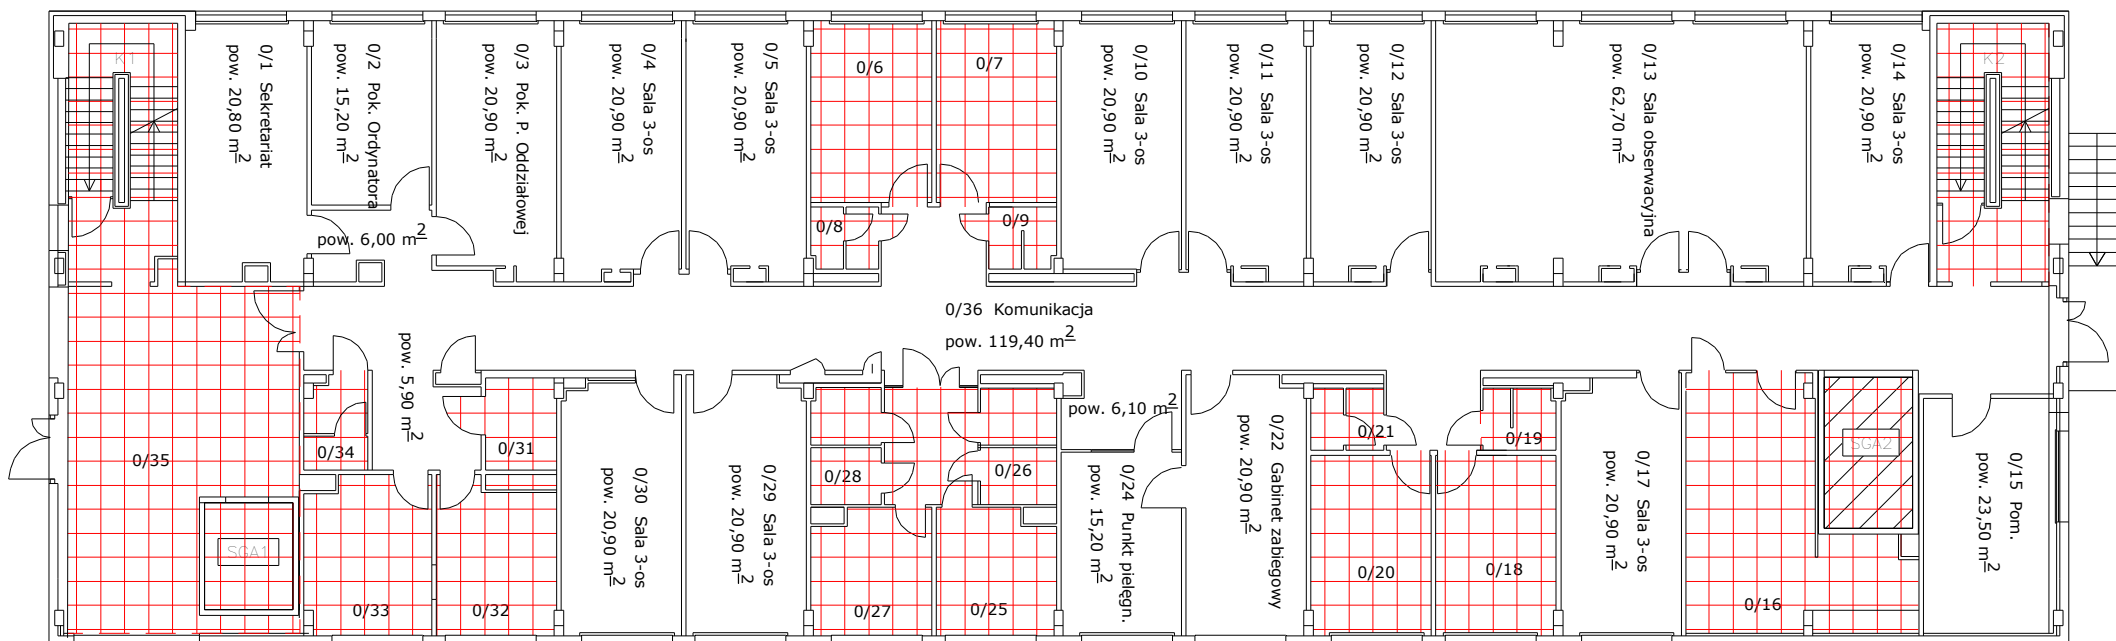 K1
0/1 Sekretariat
pow. 20,80 m2
0/2 Pok. Ordynatora
pow. 15,20 m2
pow. 6,00 m2
0/3 Pok. P. Oddziałowej
pow. 20,90 m2
0/4 Sala 3-os
pow. 20,90 m2
0/5 Sala 3-os
pow. 20,90 m2
0/6
0/7
0/8
0/9
0/10 Sala 3-os
pow. 20,90 m2
0/11 Sala 3-os
pow. 20,90 m2
0/12 Sala 3-os
pow. 20,90 m2
0/13 Sala obserwacyjna
pow. 62,70 m2
0/14 Sala 3-os
pow. 20,90 m2
K2
0/36 Komunikacja
pow. 119,40 m2
0/35
SGA1
0/34
pow. 5,90 m2
0/33
0/31
0/32
0/30 Sala 3-os
pow. 20,90 m2
0/29 Sala 3-os
pow. 20,90 m2
0/28
0/27
0/26
0/25
pow. 6,10 m2
0/24 Punkt pielęgn.
pow. 15,20 m2
0/22 Gabinet zabiegowy
pow. 20,90 m2
0/21
0/20
0/19
0/18
0/17 Sala 3-os
pow. 20,90 m2
0/16
SGA2
0/15 Pom.
pow. 23,50 m2